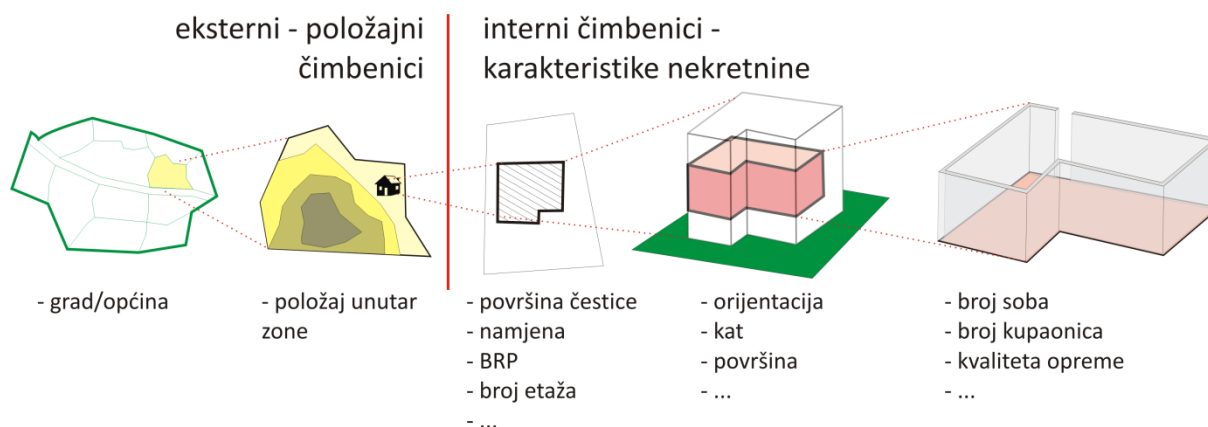 eksterni - položajni
čimbenici
interni čimbenici -
karakteristike nekretnine
- grad/općina
- položaj unutar
zone
- površina čestice
- namjena
- BRP
- broj etaža
- ...
- orijentacija
- kat
- površina
- ...
- broj soba
- broj kupaonica
- kvaliteta opreme
- ...